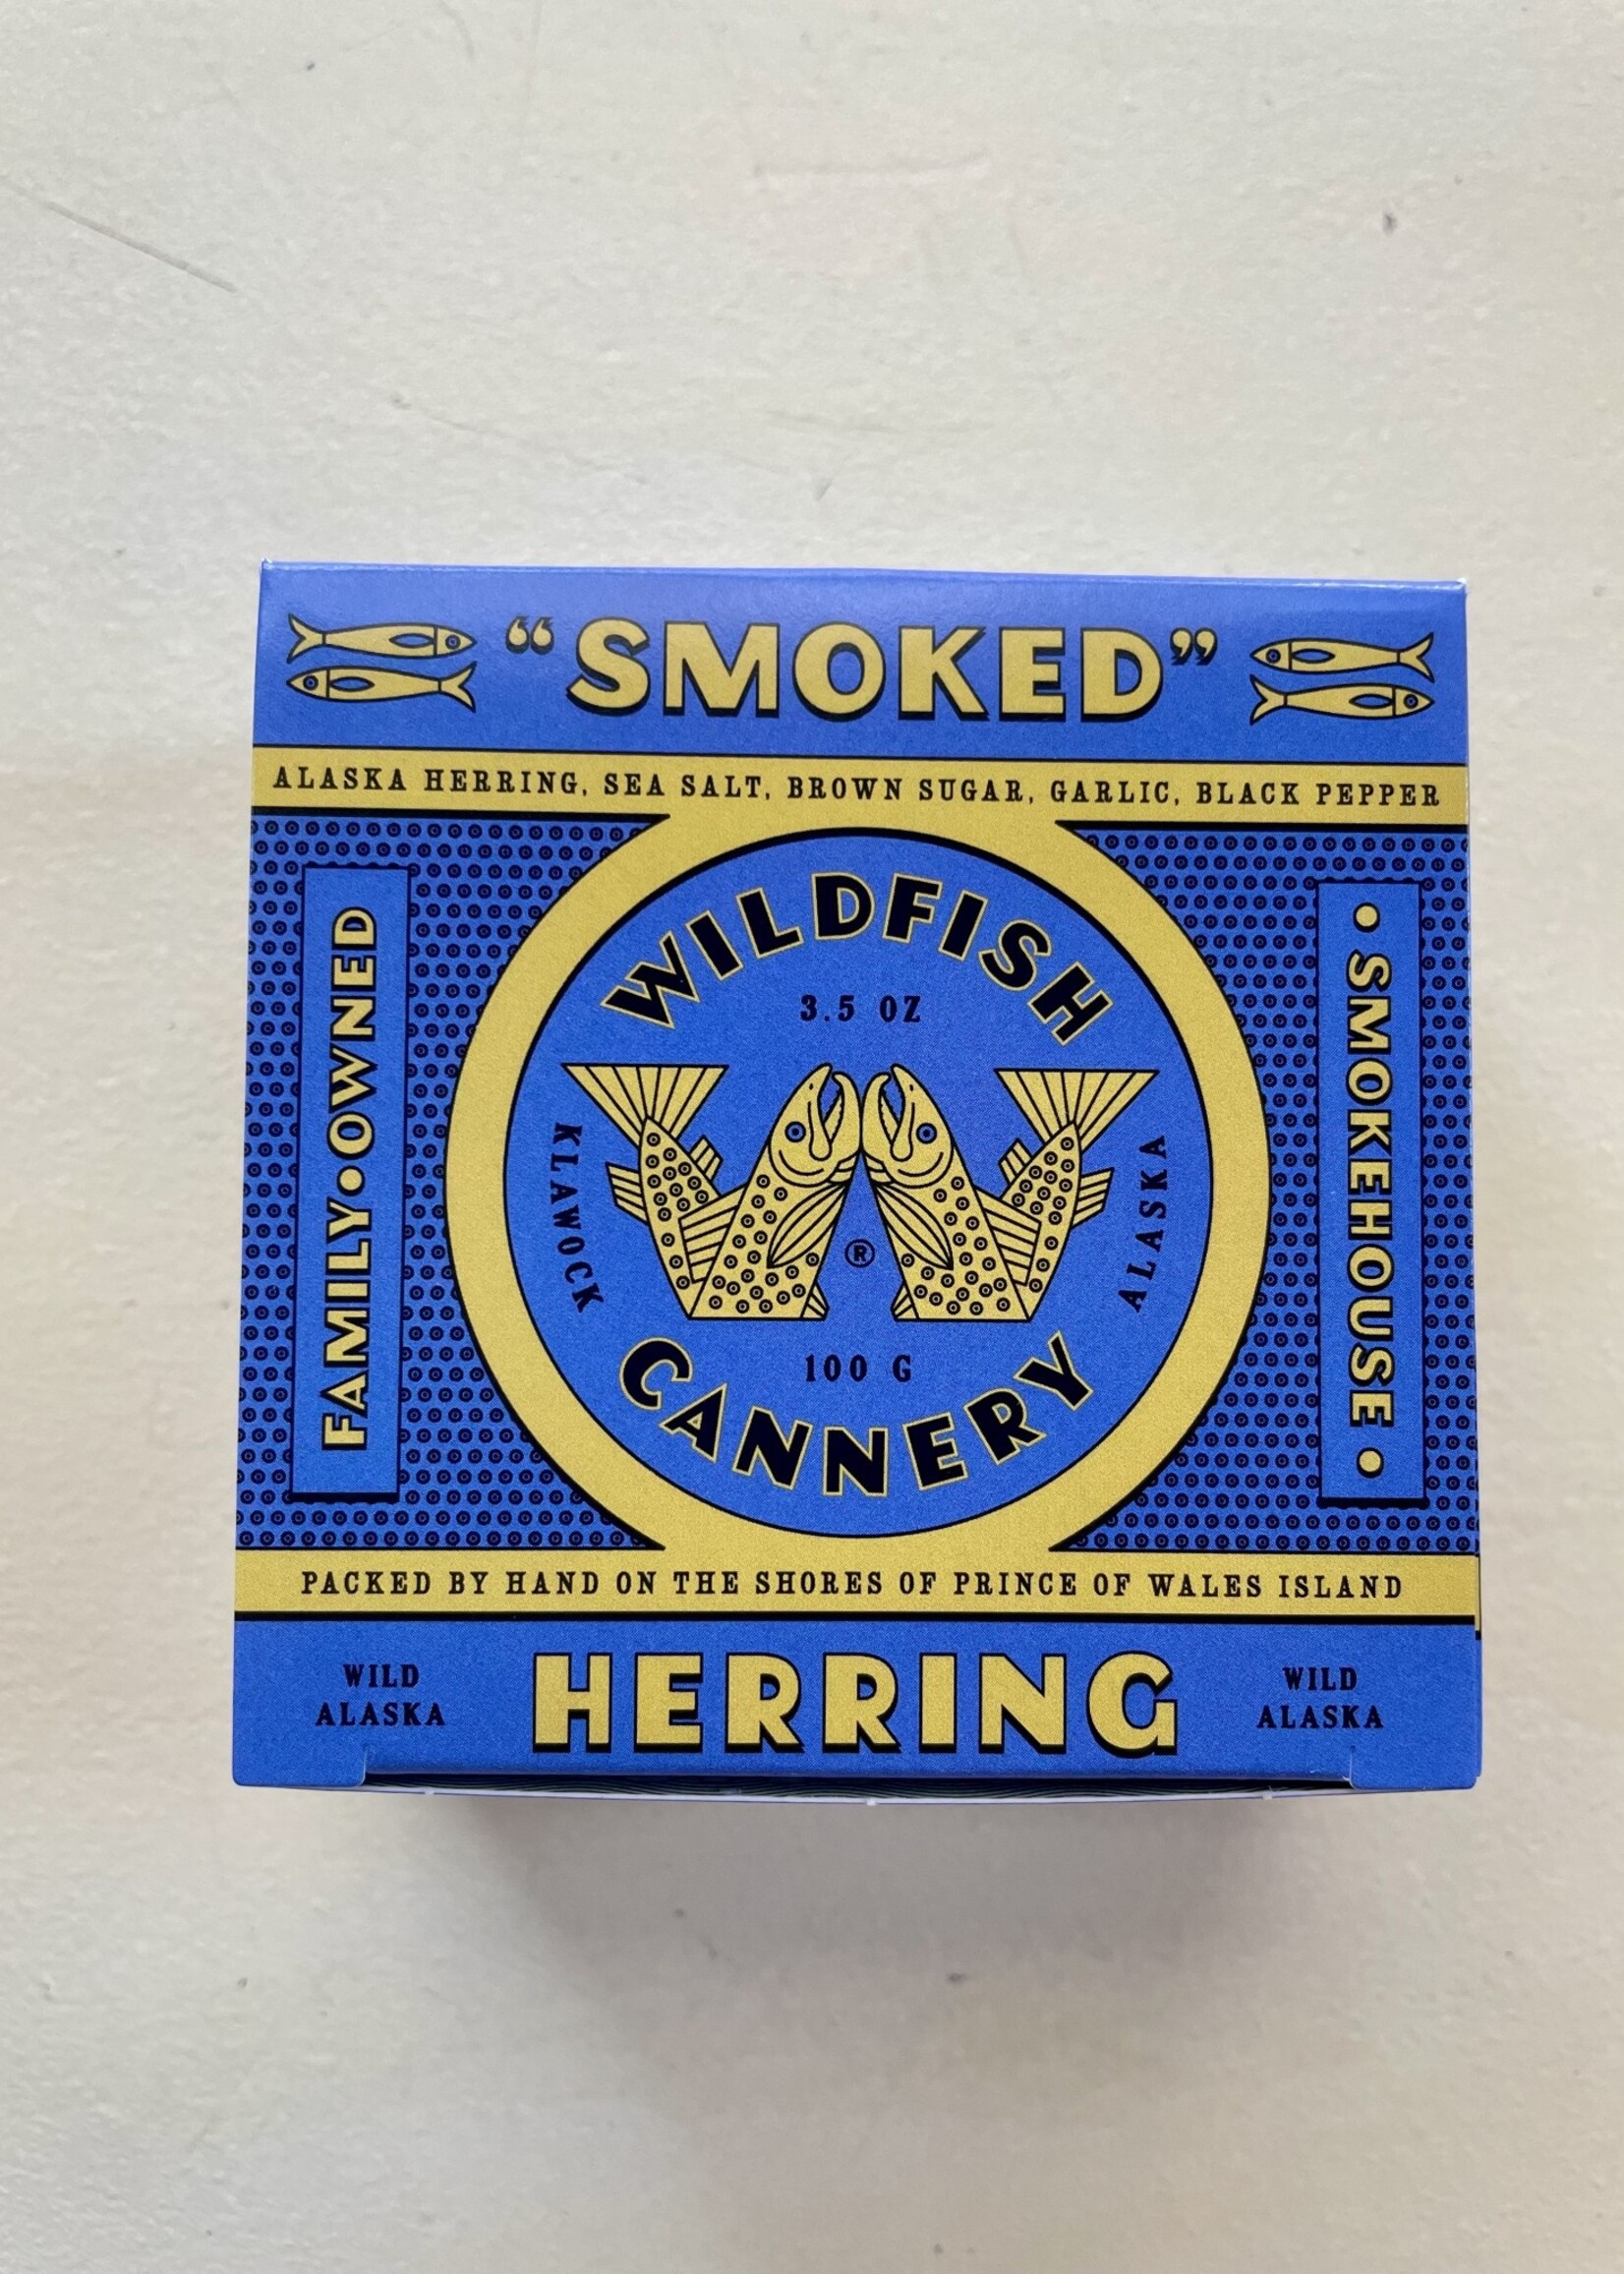 “SMOKED”
ALASKA HERRING, SEA SALT, BROWN SUGAR, GARLIC, BLACK PEPPER
FAMILY•OWNED
WILDFISH
3.5 OZ
KLAWOCK
ALASKA
®
100 G
CANNERY
• SMOKEHOUSE •
PACKED BY HAND ON THE SHORES OF PRINCE OF WALES ISLAND
WILD
ALASKA
HERRING
WILD
ALASKA